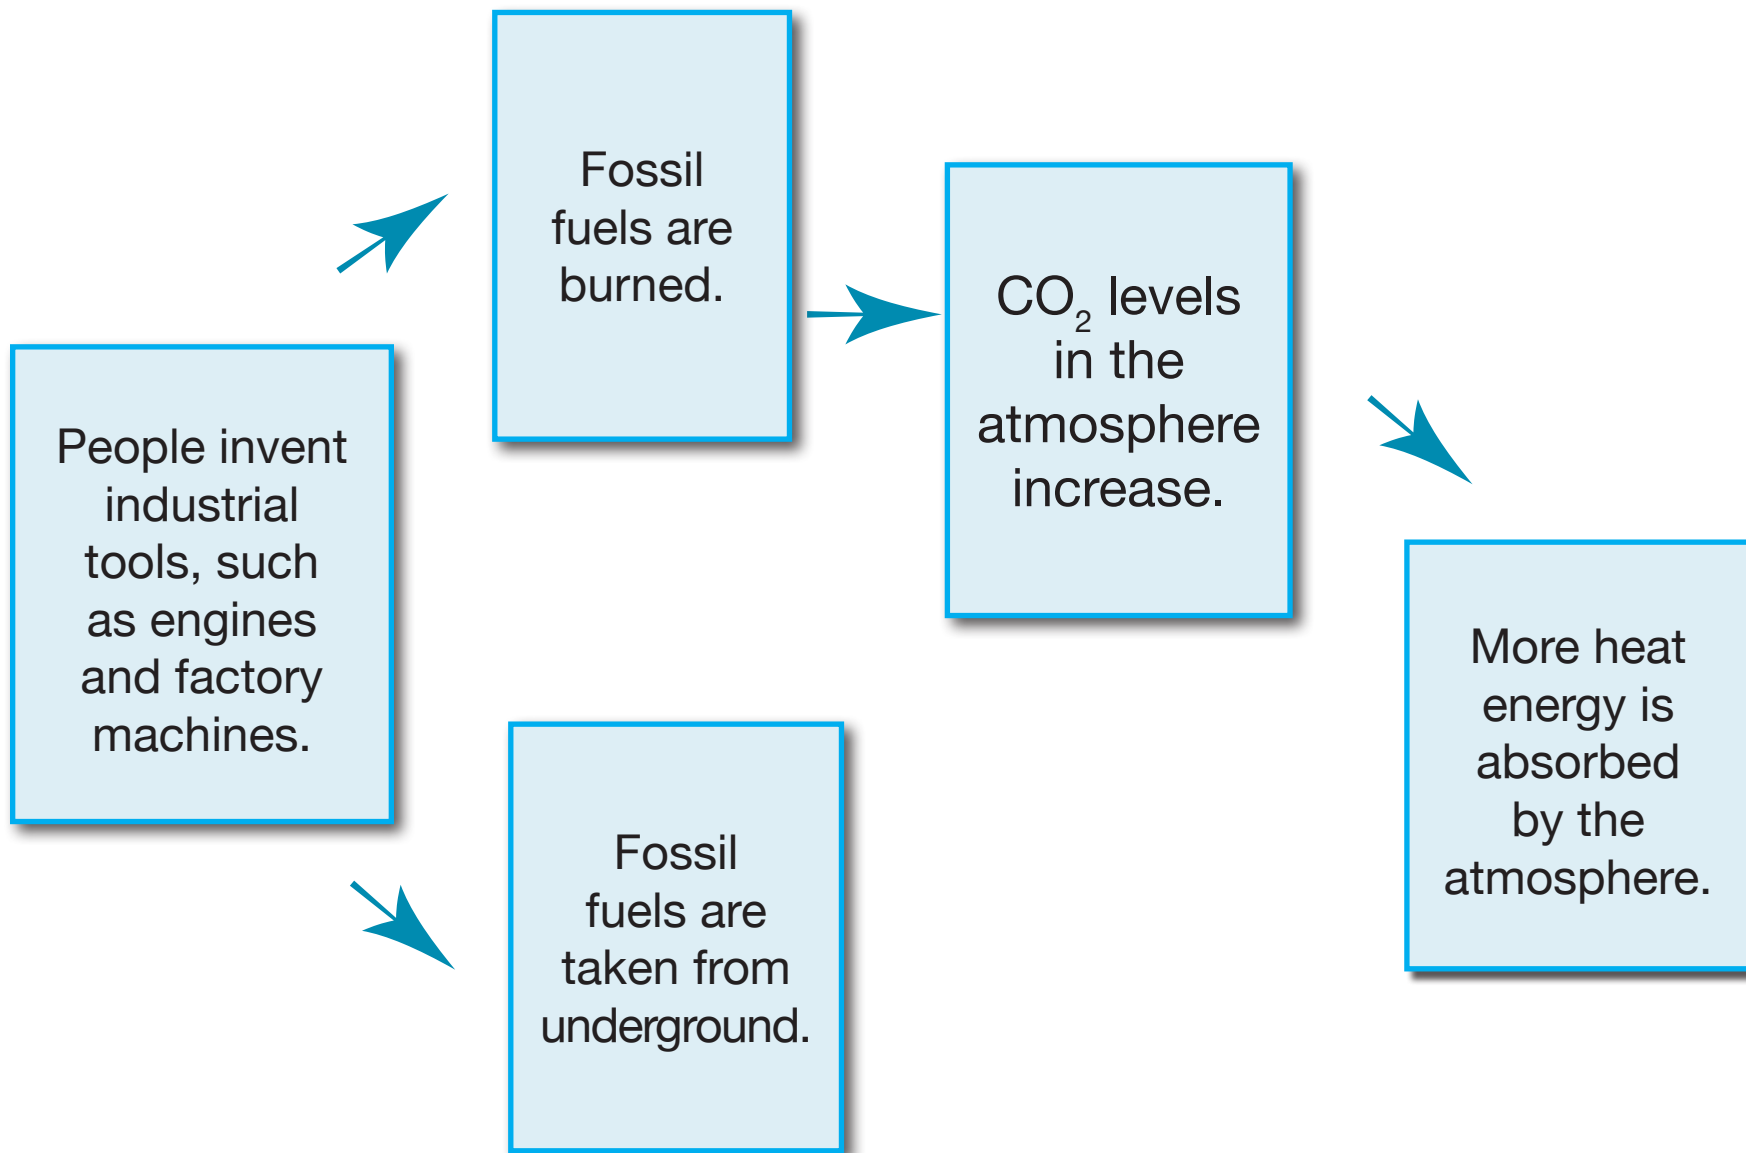 People invent
industrial
tools, such
as engines
and factory
machines.
Fossil
fuels are
burned.
CO₂ levels
in the
atmosphere
increase.
More heat
energy is
absorbed
by the
atmosphere.
Fossil
fuels are
taken from
underground.